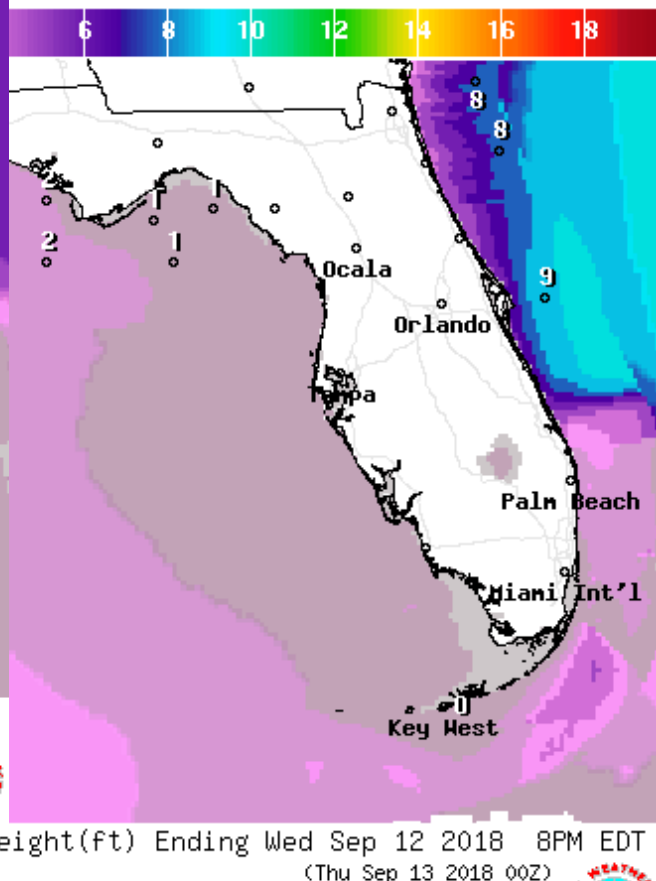 6 8 10 12 14 16 18
8
8
2
1 1
2 1
Ocala
9
Orlando
Tampa
Palm Beach
Miami Int'l
0
Key West
eight(ft) Ending Wed Sep 12 2018 8PM EDT
(Thu Sep 13 2018 00Z)
WEATHE